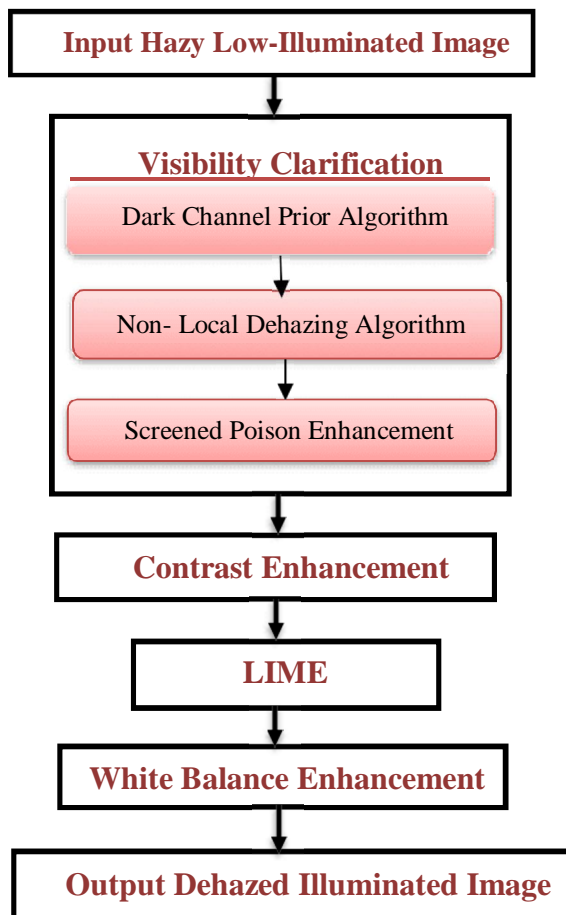 Input Hazy Low-Illuminated Image
Visibility Clarification
Dark Channel Prior Algorithm
Non- Local Dehazing Algorithm
Screened Poison Enhancement
Contrast Enhancement
LIME
White Balance Enhancement
Output Dehazed Illuminated Image